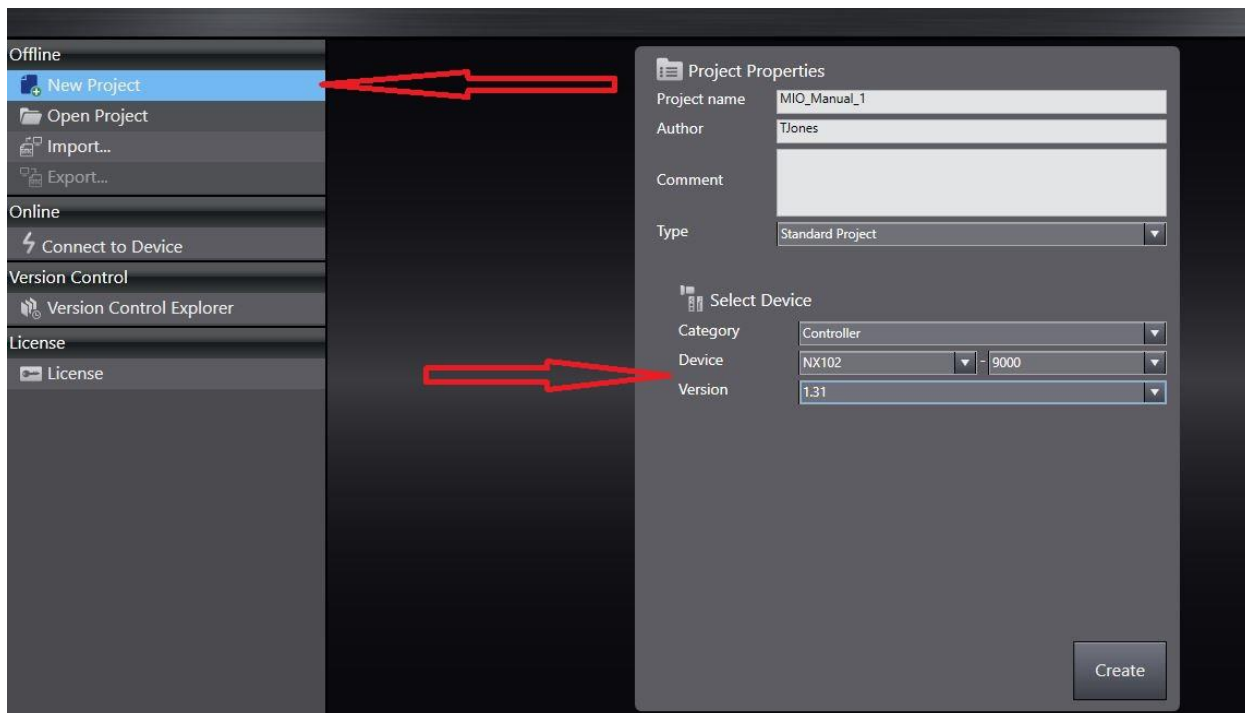 Offline
New Project
Open Project
Import...
Export...
Online
Connect to Device
Version Control
Version Control Explorer
License
License
Project Properties
Project name MIO_Manual_1
Author TJones
Comment
Type Standard Project
Select Device
Category Controller
Device NX102 - 9000
Version 1.31
Create